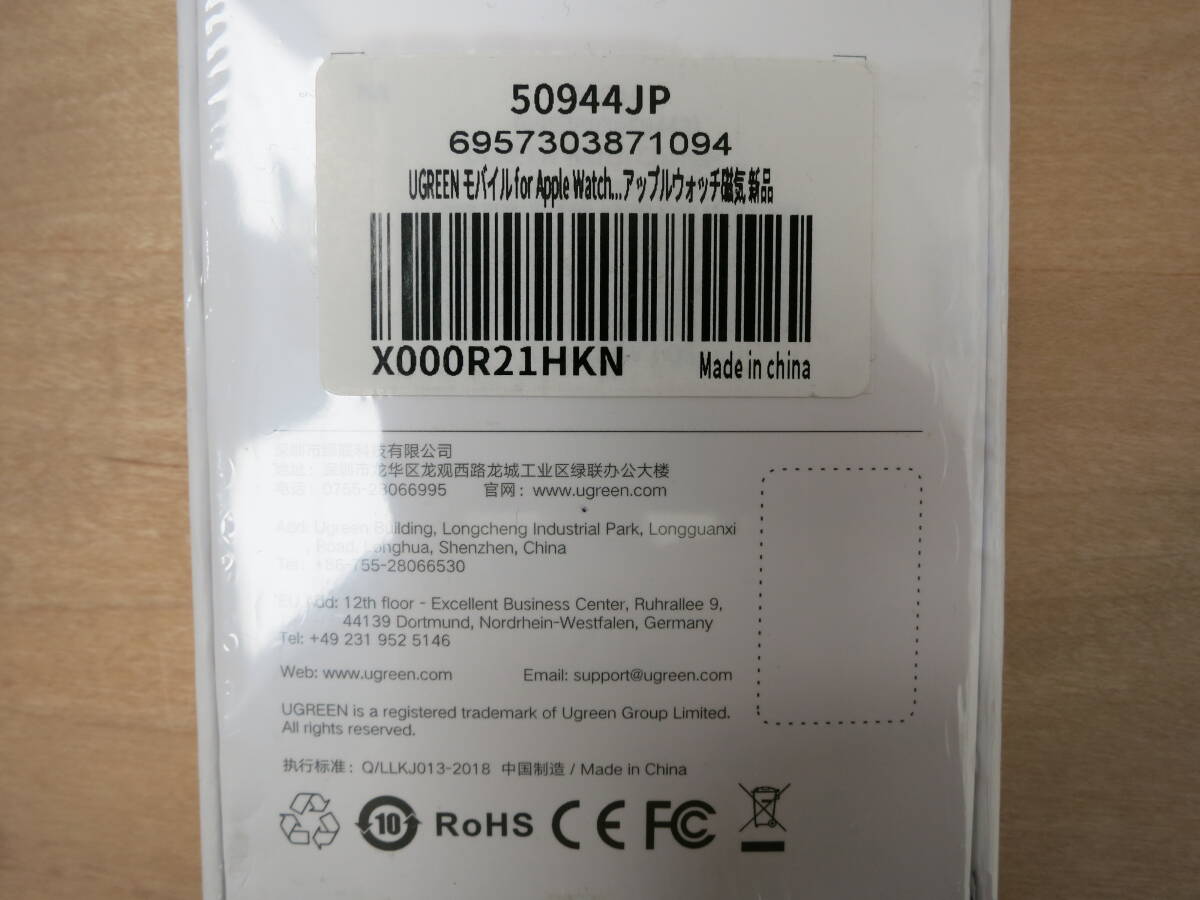 50944JP
6957303871094
UGREEN モバイル for Apple Watch...アップルウォッチ磁気 新品
X000R21HKN
Made in china
深圳市绿联科技有限公司
地址：深圳市龙华区龙观西路龙城工业区绿联办公大楼
电话：0755-28066995 官网：www.ugreen.com
Add: Ugreen Building, Longcheng Industrial Park, Longguanxi
Road, Longhua, Shenzhen, China
Tel: +86-755-28066530
EU Add: 12th floor - Excellent Business Center, Ruhrallee 9,
44139 Dortmund, Nordrhein-Westfalen, Germany
Tel: +49 231 952 5146
Web: www.ugreen.com Email: support@ugreen.com
UGREEN is a registered trademark of Ugreen Group Limited.
All rights reserved.
执行标准：Q/LLKJ013-2018 中国制造 / Made in China
10 RoHS CE FC